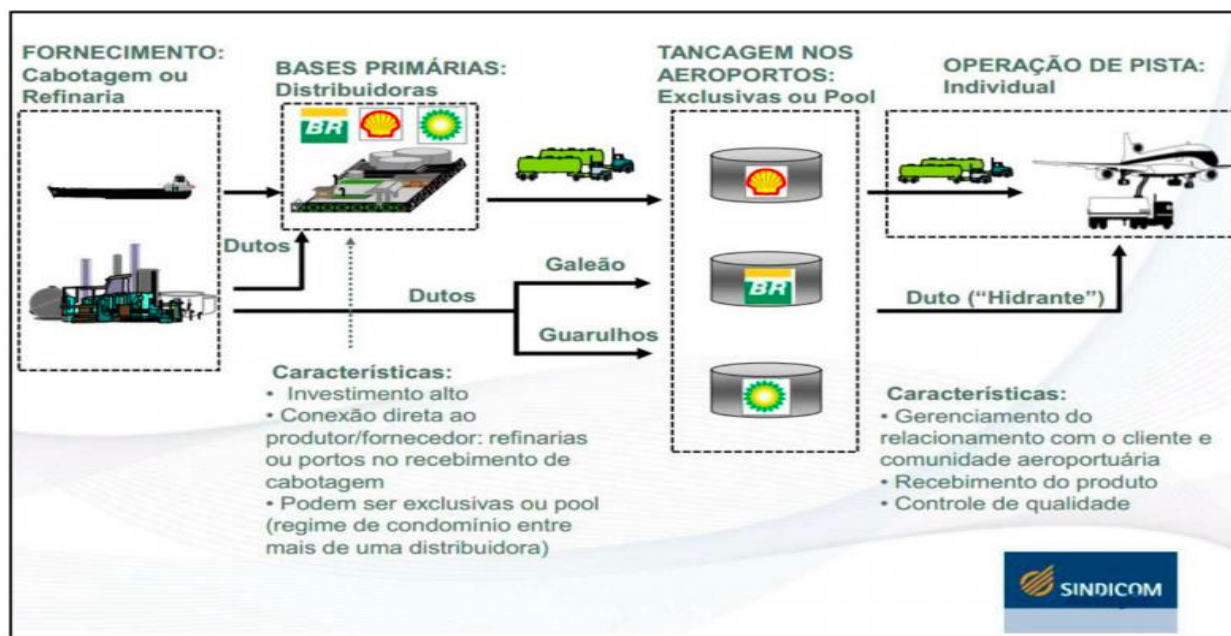 FORNECIMENTO:
Cabotagem ou
Refinaria
BASES PRIMÁRIAS:
Distribuidoras
TANCAGEM NOS
AEROPORTOS:
Exclusivas ou Pool
OPERAÇÃO DE PISTA:
Individual
BR
Dutos
Dutos
Galeão
Guarulhos
BR
Duto (“Hidrante”)
Características:
• Investimento alto
• Conexão direta ao
produtor/fornecedor: refinarias
ou portos no recebimento de
cabotagem
• Podem ser exclusivas ou pool
(regime de condomínio entre
mais de uma distribuidora)
Características:
• Gerenciamento do
relacionamento com o cliente e
comunidade aeroportuária
• Recebimento do produto
• Controle de qualidade
SINDICOM